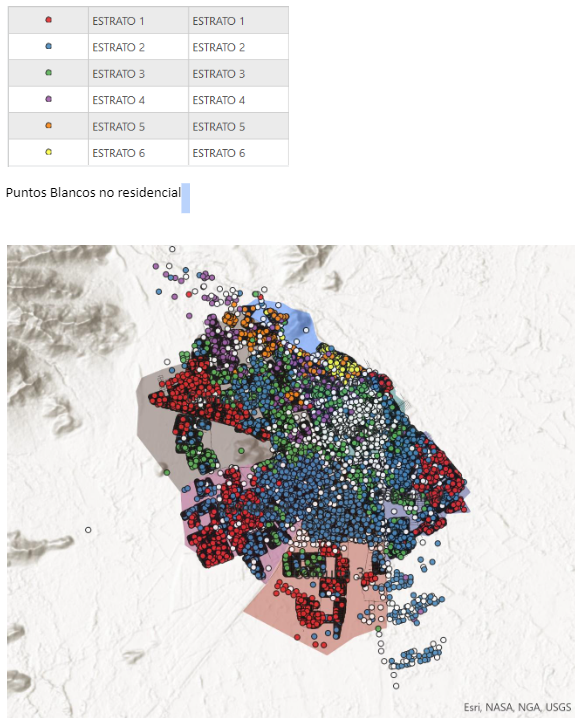 ESTRATO 1 ESTRATO 1
ESTRATO 2 ESTRATO 2
ESTRATO 3 ESTRATO 3
ESTRATO 4 ESTRATO 4
ESTRATO 5 ESTRATO 5
ESTRATO 6 ESTRATO 6
Puntos Blancos no residencial
Esri, NASA, NGA, USGS